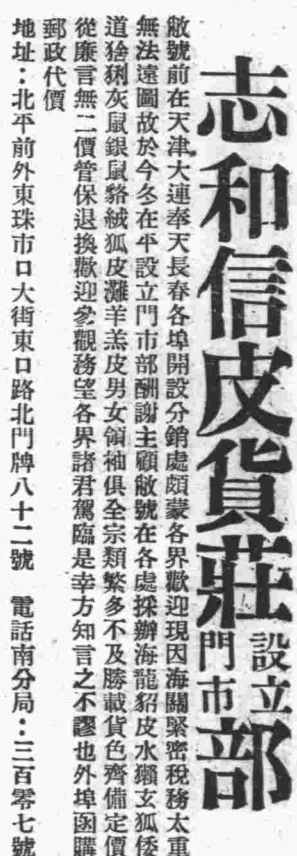 志和信皮貨莊設立門市部
敝號前在天津大連奉天長春各埠開設分銷處頗蒙各界歡迎現因海關緊密稅務太重
無法遠圖故於今冬在平設立門市部酬謝主顧敝號在各處採辦海龍貂皮水獺玄狐倭
道猞猁灰鼠銀鼠貉絨狐皮灘羊羔皮男女領袖俱全宗類繁多不及勝載貨色齊備定價
從廉言無二價管保退換歡迎參觀務望各界諸君駕臨是幸方知言之不謬也外埠函購
郵政代價
地址：北平前外東珠市口大街東口路北門牌八十二號　電話南分局：三百零七號